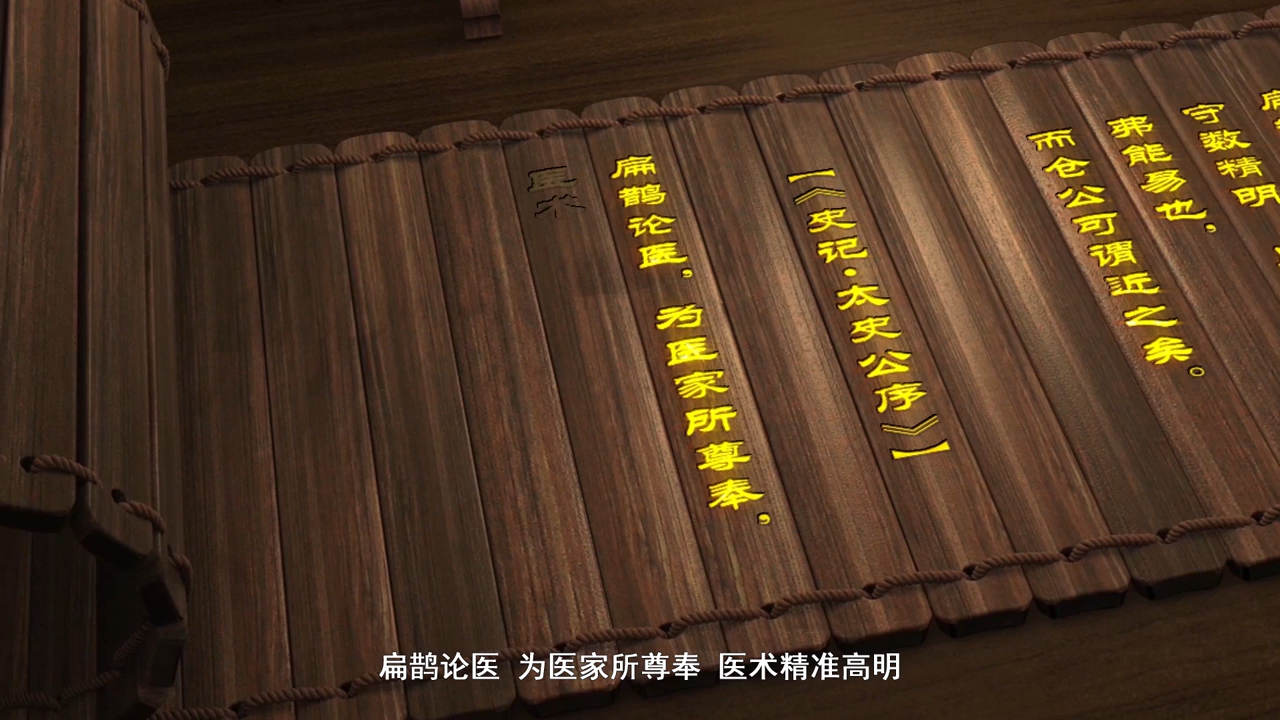 守数精明
弗能易也，
而仓公可谓近之矣。
【《史记·太史公序》】
扁鹊论医，为医家所尊奉，
医术
扁鹊论医 为医家所尊奉 医术精准高明